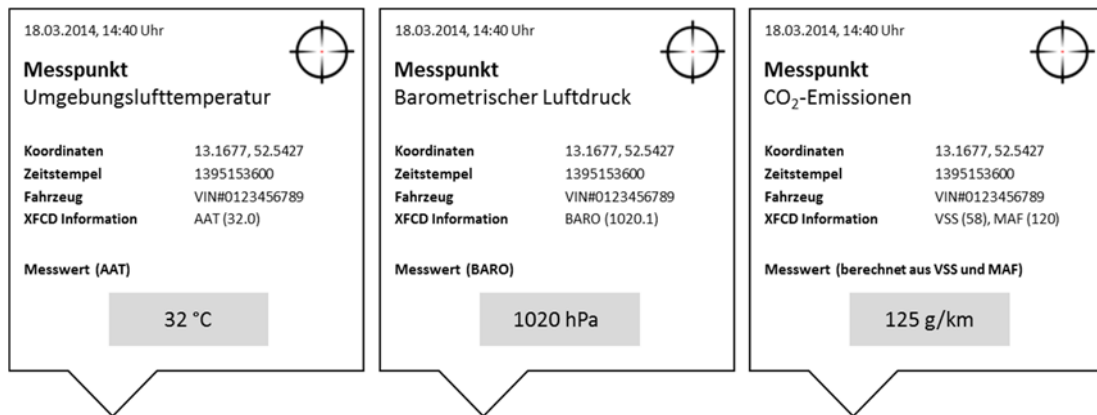 18.03.2014, 14:40 Uhr
Messpunkt
Umgebungslufttemperatur
Koordinaten 13.1677, 52.5427
Zeitstempel 1395153600
Fahrzeug VIN#0123456789
XFCD Information AAT (32.0)
Messwert (AAT)
32 °C
18.03.2014, 14:40 Uhr
Messpunkt
Barometrischer Luftdruck
Koordinaten 13.1677, 52.5427
Zeitstempel 1395153600
Fahrzeug VIN#0123456789
XFCD Information BARO (1020.1)
Messwert (BARO)
1020 hPa
18.03.2014, 14:40 Uhr
Messpunkt
CO₂-Emissionen
Koordinaten 13.1677, 52.5427
Zeitstempel 1395153600
Fahrzeug VIN#0123456789
XFCD Information VSS (58), MAF (120)
Messwert (berechnet aus VSS und MAF)
125 g/km